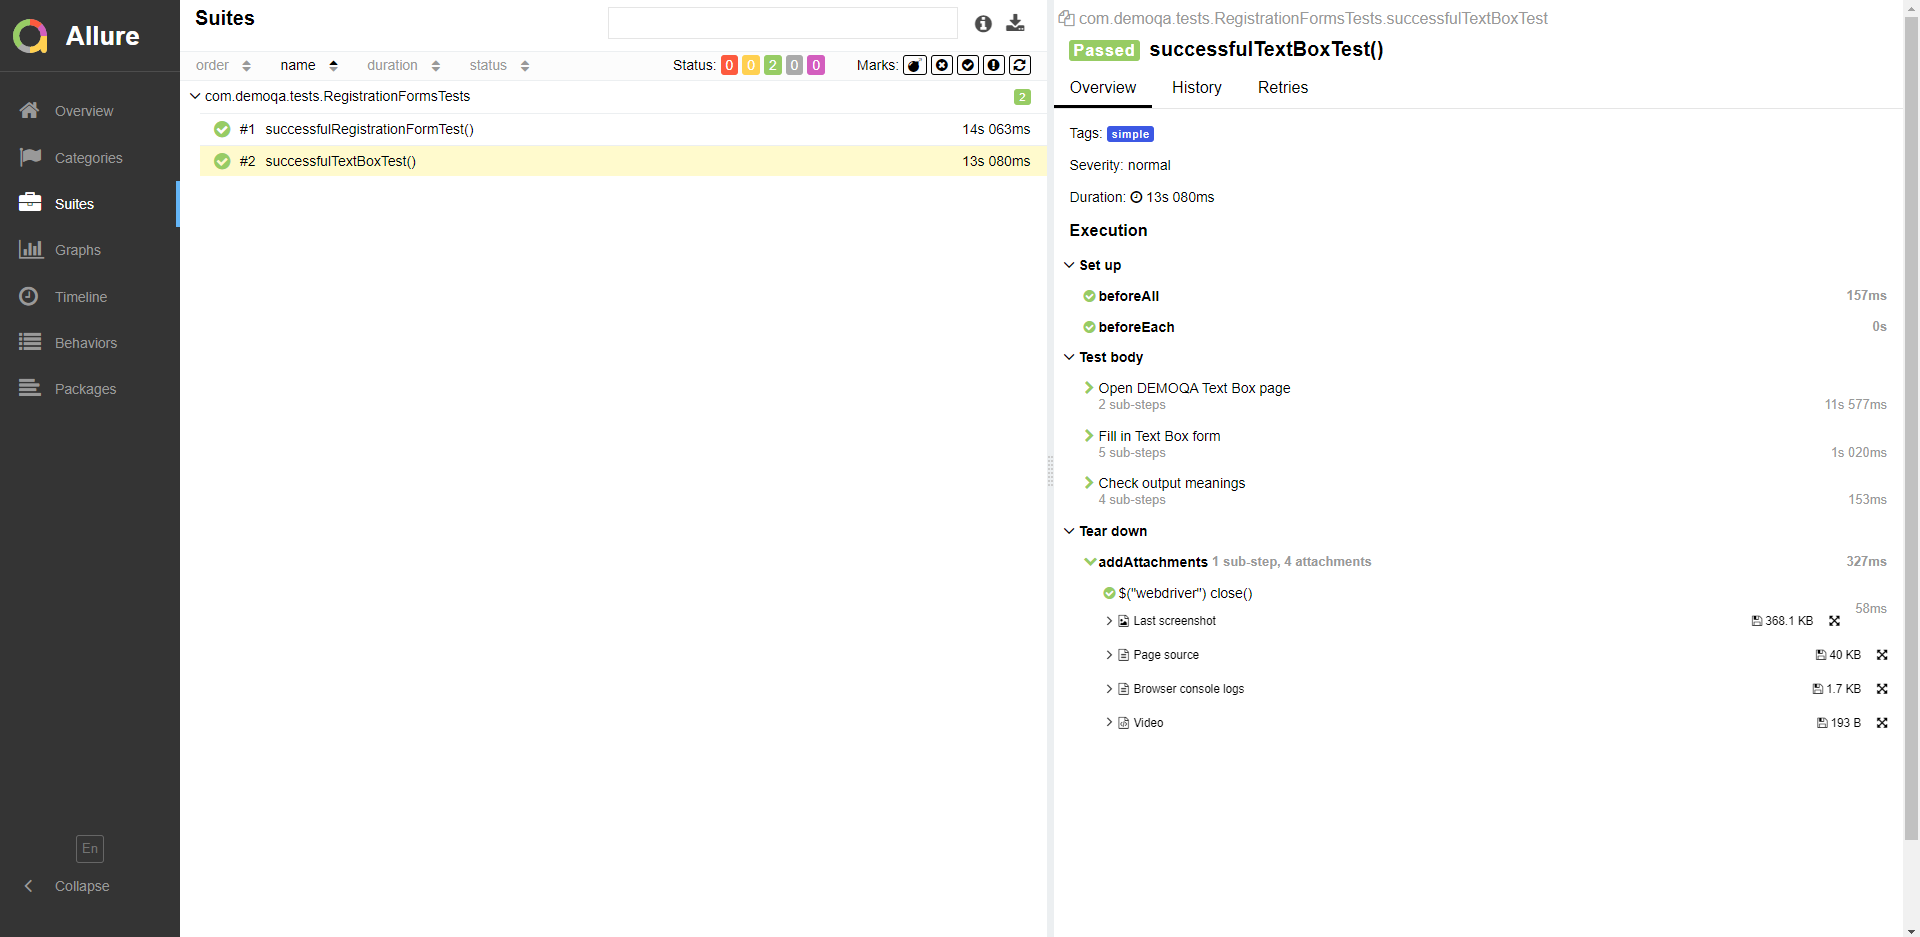 Allure
Overview
Categories
Suites
Graphs
Timeline
Behaviors
Packages
En
Collapse
Suites
order name duration status Status: 0 0 2 0 0 Marks:
com.demoqa.tests.RegistrationFormsTests 2
#1 successfulRegistrationFormTest() 14s 063ms
#2 successfulTextBoxTest() 13s 080ms
com.demoqa.tests.RegistrationFormsTests.successfulTextBoxTest
Passed successfulTextBoxTest()
Overview History Retries
Tags: simple
Severity: normal
Duration: 13s 080ms
Execution
Set up
beforeAll 157ms
beforeEach 0s
Test body
Open DEMOQA Text Box page
2 sub-steps 11s 577ms
Fill in Text Box form
5 sub-steps 1s 020ms
Check output meanings
4 sub-steps 153ms
Tear down
addAttachments 1 sub-step, 4 attachments 327ms
$("webdriver") close()
58ms
Last screenshot 368.1 KB
Page source 40 KB
Browser console logs 1.7 KB
Video 193 B